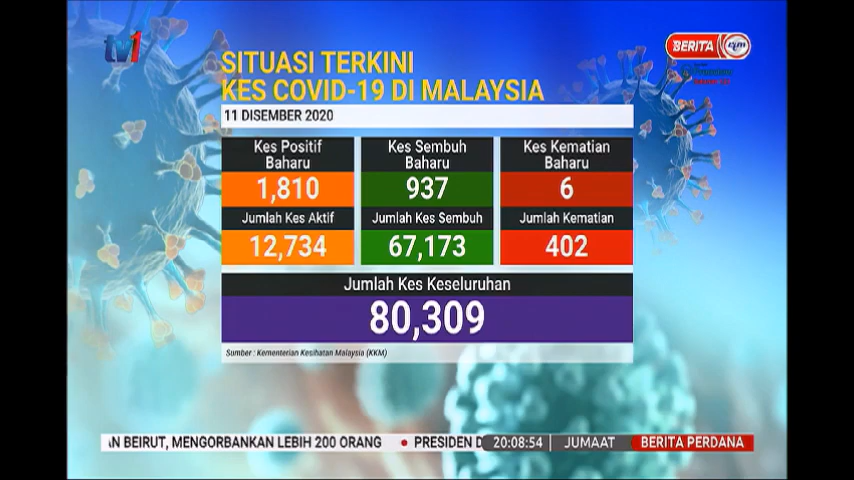 tv1
BERITA rtm
SITUASI TERKINI
KES COVID-19 DI MALAYSIA
11 DISEMBER 2020
Kes Positif Baharu
1,810
Kes Sembuh Baharu
937
Kes Kematian Baharu
6
Jumlah Kes Aktif
12,734
Jumlah Kes Sembuh
67,173
Jumlah Kematian
402
Jumlah Kes Keseluruhan
80,309
Sumber : Kementerian Kesihatan Malaysia (KKM)
N BEIRUT, MENGORBANKAN LEBIH 200 ORANG • PRESIDEN D 20:08:54 | JUMAAT BERITA PERDANA